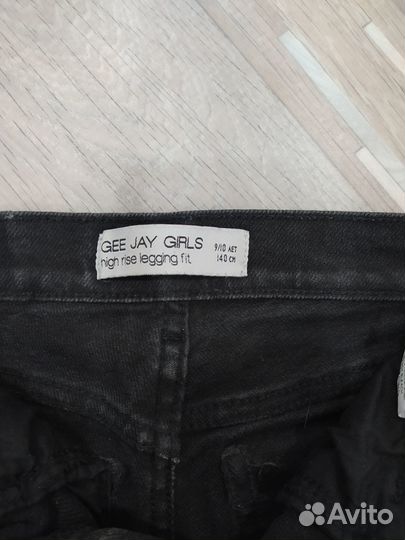 GEE JAY GIRLS
high rise legging fit
9/10 ЛЕТ
140 СМ
Avito